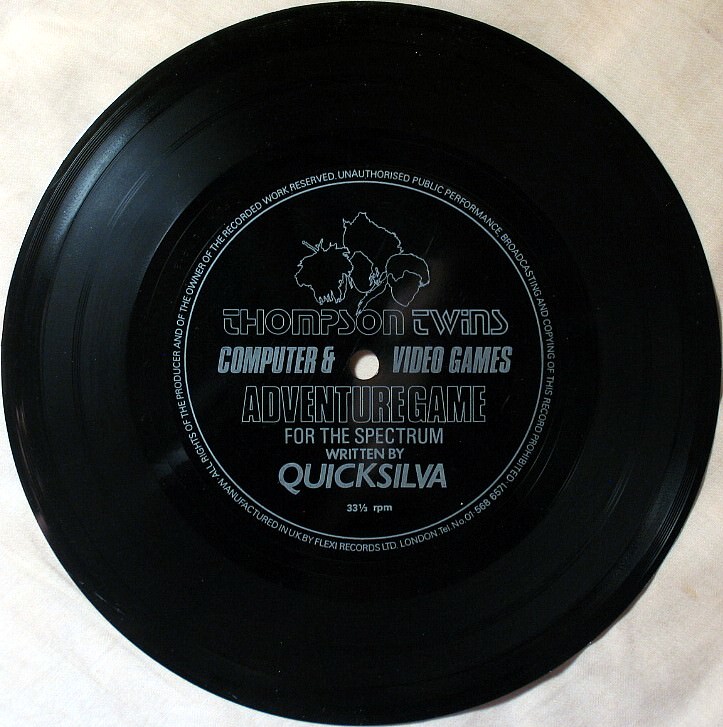 THOMPSON TWINS
COMPUTER & VIDEO GAMES
ADVENTURE GAME
FOR THE SPECTRUM
WRITTEN BY
QUICKSILVA
33⅓ rpm
ALL RIGHTS OF THE PRODUCER AND OF THE OWNER OF THE RECORDED WORK RESERVED. UNAUTHORISED PUBLIC PERFORMANCE BROADCASTING AND COPYING OF THIS RECORD PROHIBITED
MANUFACTURED IN U.K. BY FLEXI RECORDS LTD. LONDON Tel. No. 01-568 6571